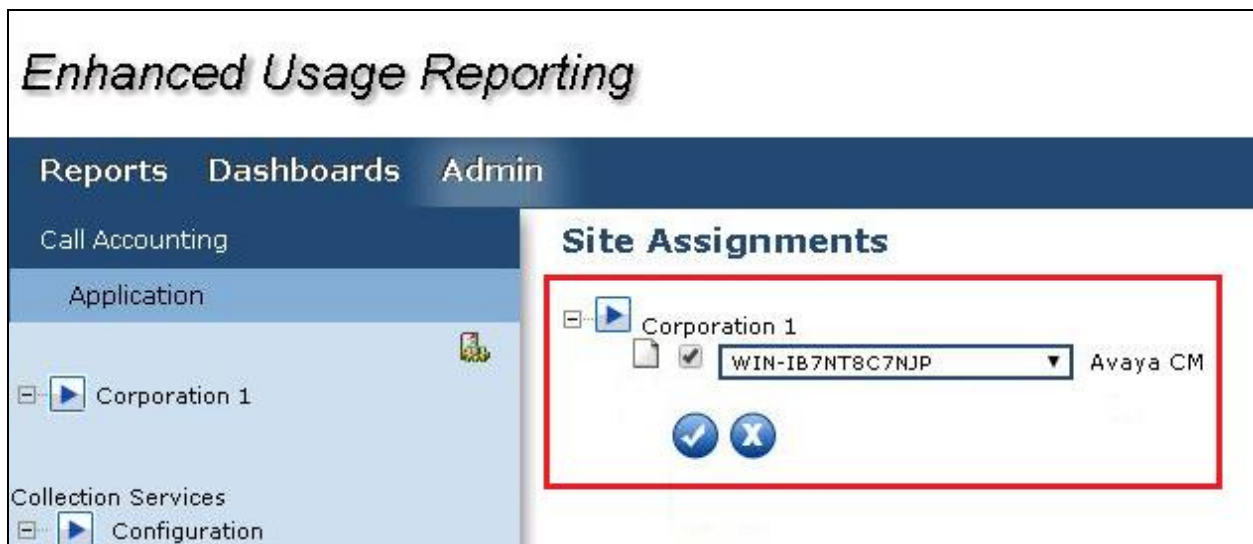 Enhanced Usage Reporting
Reports Dashboards Admin
Call Accounting
Application
Corporation 1
Collection Services
Configuration
Site Assignments
Corporation 1
WIN-IB7NT8C7NJP Avaya CM